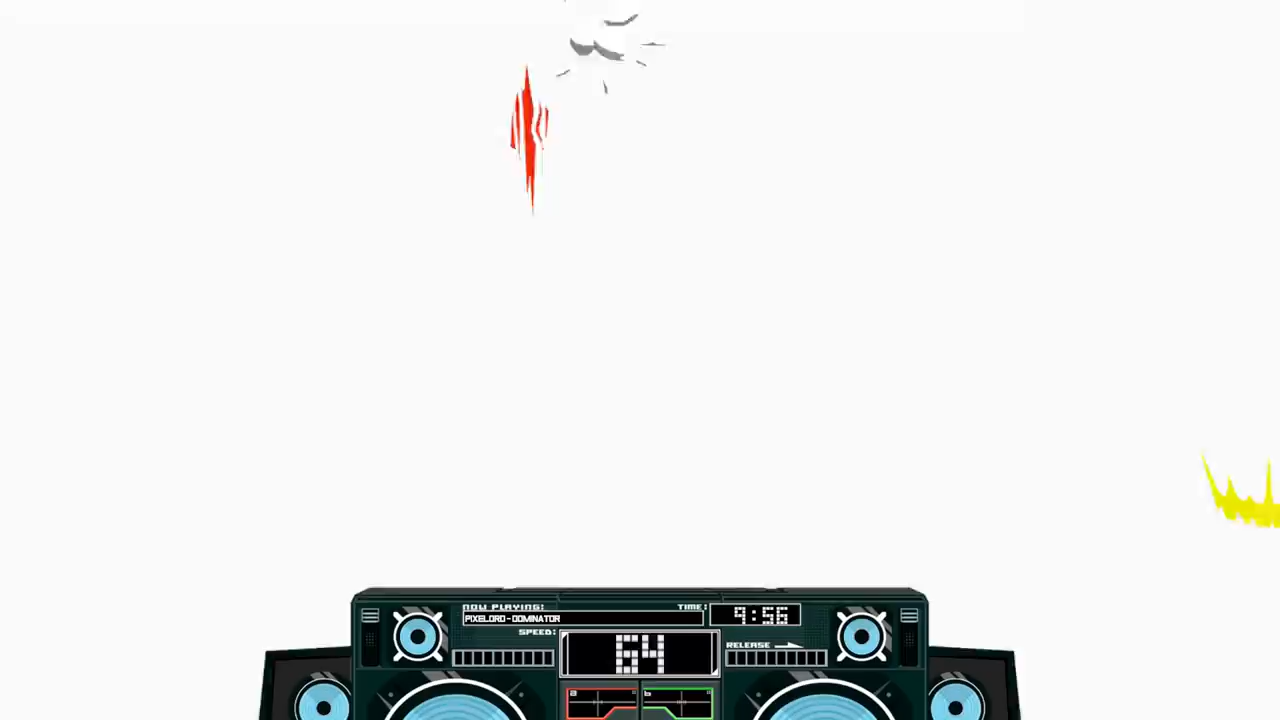 NOW PLAYING:
TIME:
9:56
PIXELORD - DOMINATOR
SPEED:
64
RELEASE
a
b